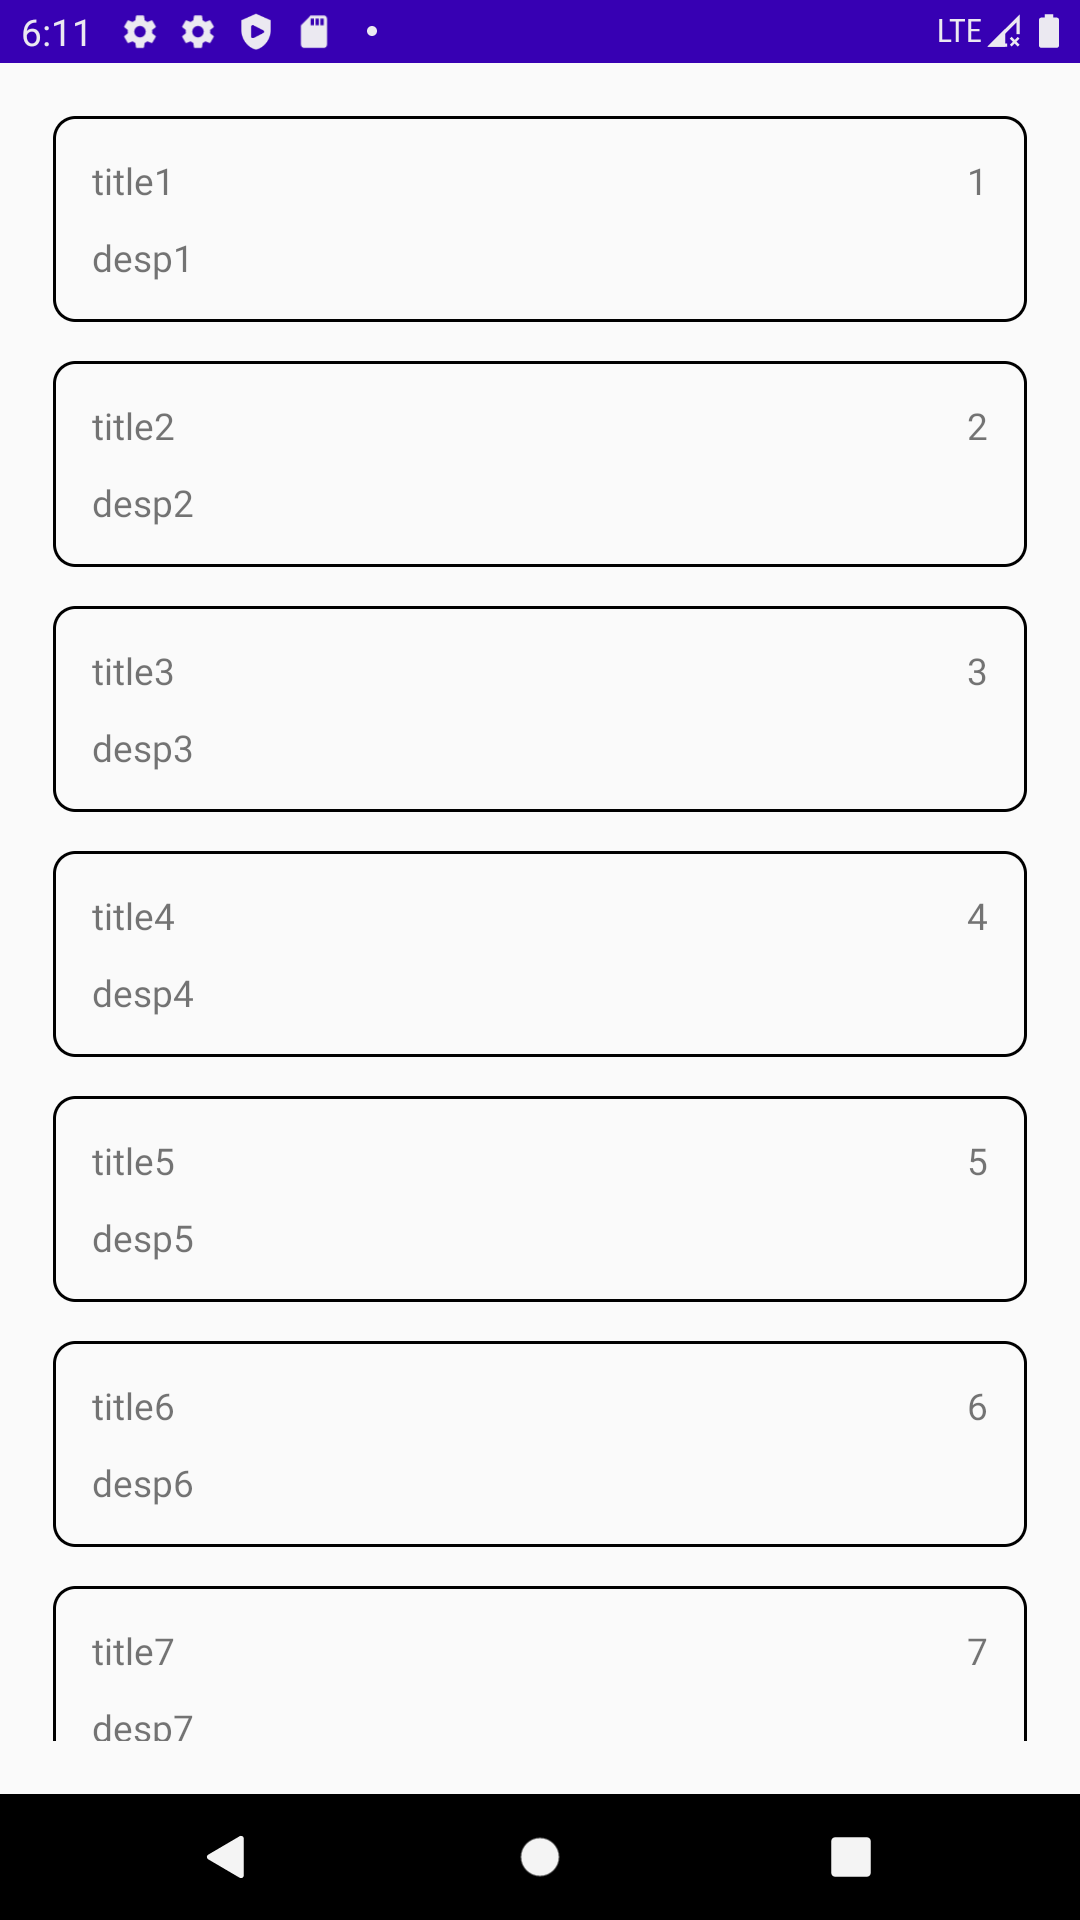 6:11 LTE
title1 1
desp1
title2 2
desp2
title3 3
desp3
title4 4
desp4
title5 5
desp5
title6 6
desp6
title7 7
desp7